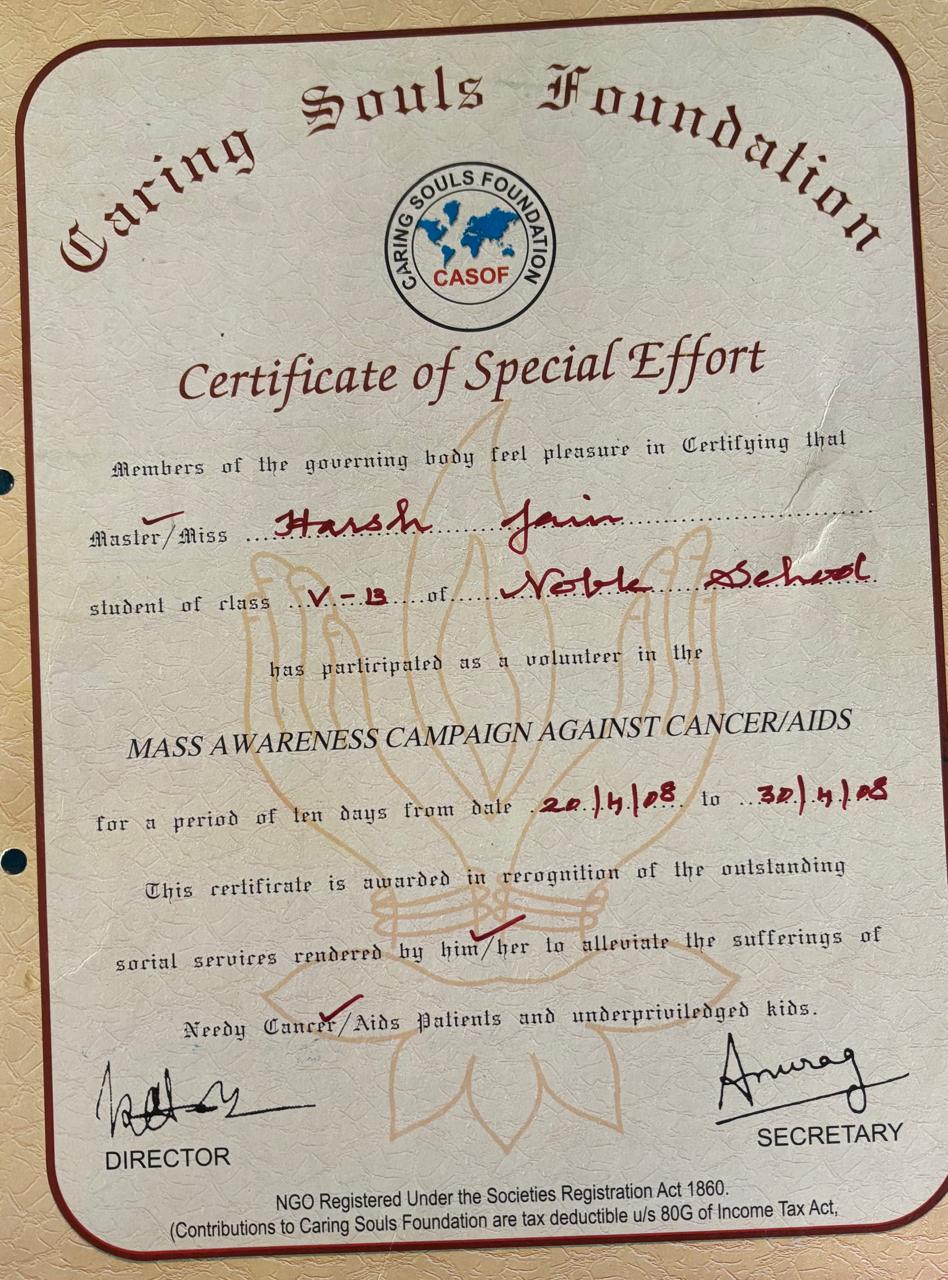 Caring Souls Foundation
CARING SOULS FOUNDATION
CASOF
Certificate of Special Effort
Members of the governing body feel pleasure in Certifying that
Master/Miss Harsh Jain
student of class V-B of Noble School
has participated as a volunteer in the
MASS AWARENESS CAMPAIGN AGAINST CANCER/AIDS
for a period of ten days from date 20/4/08 to 30/4/08
This certificate is awarded in recognition of the outstanding
social services rendered by him/her to alleviate the sufferings of
Needy Cancer/Aids Patients and underpriviledged kids.
Anurag
DIRECTOR
SECRETARY
NGO Registered Under the Societies Registration Act 1860.
(Contributions to Caring Souls Foundation are tax deductible u/s 80G of Income Tax Act,